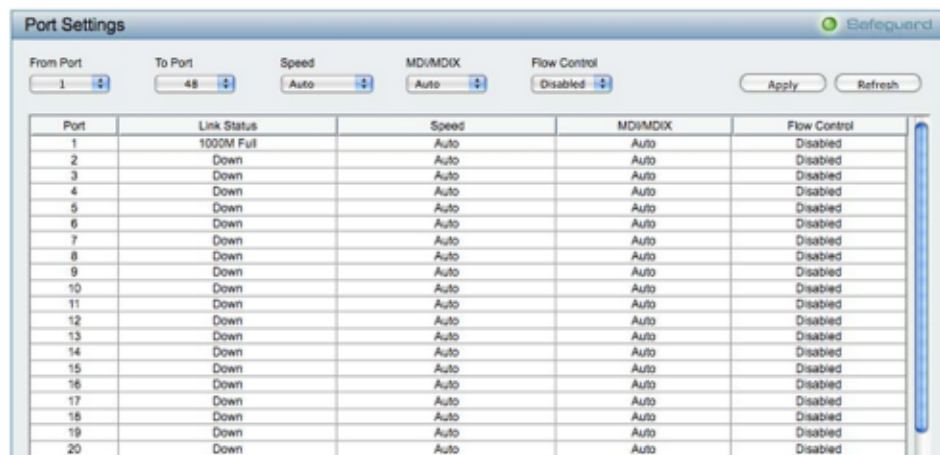 Port Settings
Safeguard
From Port To Port Speed MDI/MDIX Flow Control
1 48 Auto Auto Disabled Apply Refresh
Port Link Status Speed MDI/MDIX Flow Control
1 1000M Full Auto Auto Disabled
2 Down Auto Auto Disabled
3 Down Auto Auto Disabled
4 Down Auto Auto Disabled
5 Down Auto Auto Disabled
6 Down Auto Auto Disabled
7 Down Auto Auto Disabled
8 Down Auto Auto Disabled
9 Down Auto Auto Disabled
10 Down Auto Auto Disabled
11 Down Auto Auto Disabled
12 Down Auto Auto Disabled
13 Down Auto Auto Disabled
14 Down Auto Auto Disabled
15 Down Auto Auto Disabled
16 Down Auto Auto Disabled
17 Down Auto Auto Disabled
18 Down Auto Auto Disabled
19 Down Auto Auto Disabled
20 Down Auto Auto Disabled